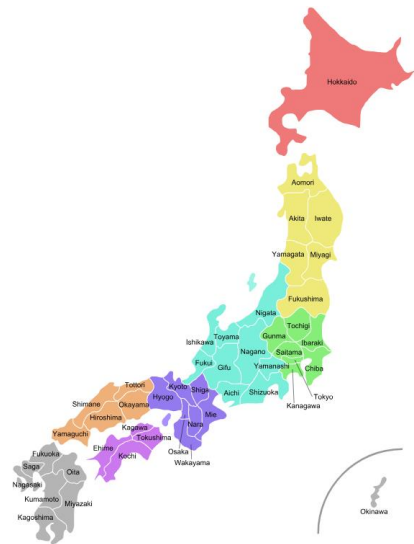 Hokkaido
Aomori
Akita
Iwate
Yamagata
Miyagi
Fukushima
Nigata
Tochigi
Gunma
Ibaraki
Toyama
Ishikawa
Saitama
Nagano
Fukui
Gifu
Yamanashi
Chiba
Tokyo
Kanagawa
Aichi
Shizuoka
Kyoto
Shiga
Hyogo
Mie
Nara
Osaka
Wakayama
Tottori
Okayama
Shimane
Hiroshima
Yamaguchi
Kagawa
Tokushima
Ehime
Kochi
Fukuoka
Saga
Oita
Nagasaki
Kumamoto
Miyazaki
Kagoshima
Okinawa